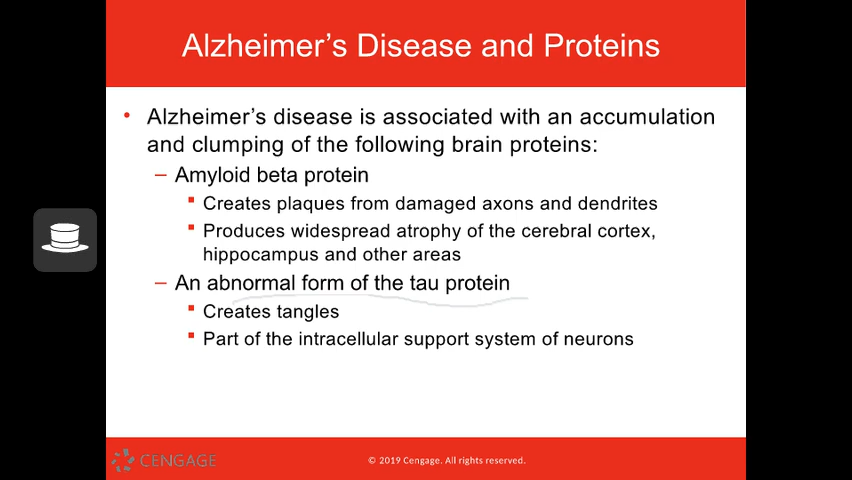 Alzheimer's Disease and Proteins
• Alzheimer's disease is associated with an accumulation
and clumping of the following brain proteins:
– Amyloid beta protein
▪ Creates plaques from damaged axons and dendrites
▪ Produces widespread atrophy of the cerebral cortex,
hippocampus and other areas
– An abnormal form of the tau protein
▪ Creates tangles
▪ Part of the intracellular support system of neurons
CENGAGE
© 2019 Cengage. All rights reserved.